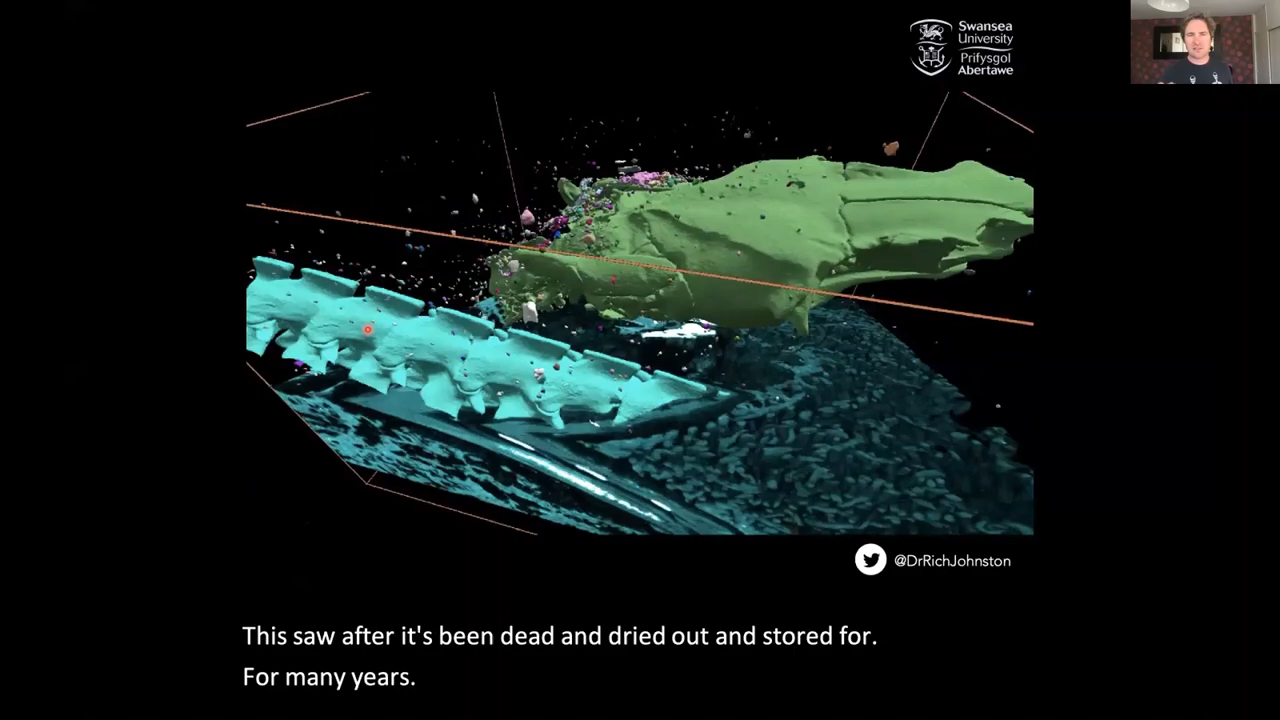 Swansea
University
Prifysgol
Abertawe
@DrRichJohnston
This saw after it's been dead and dried out and stored for.
For many years.